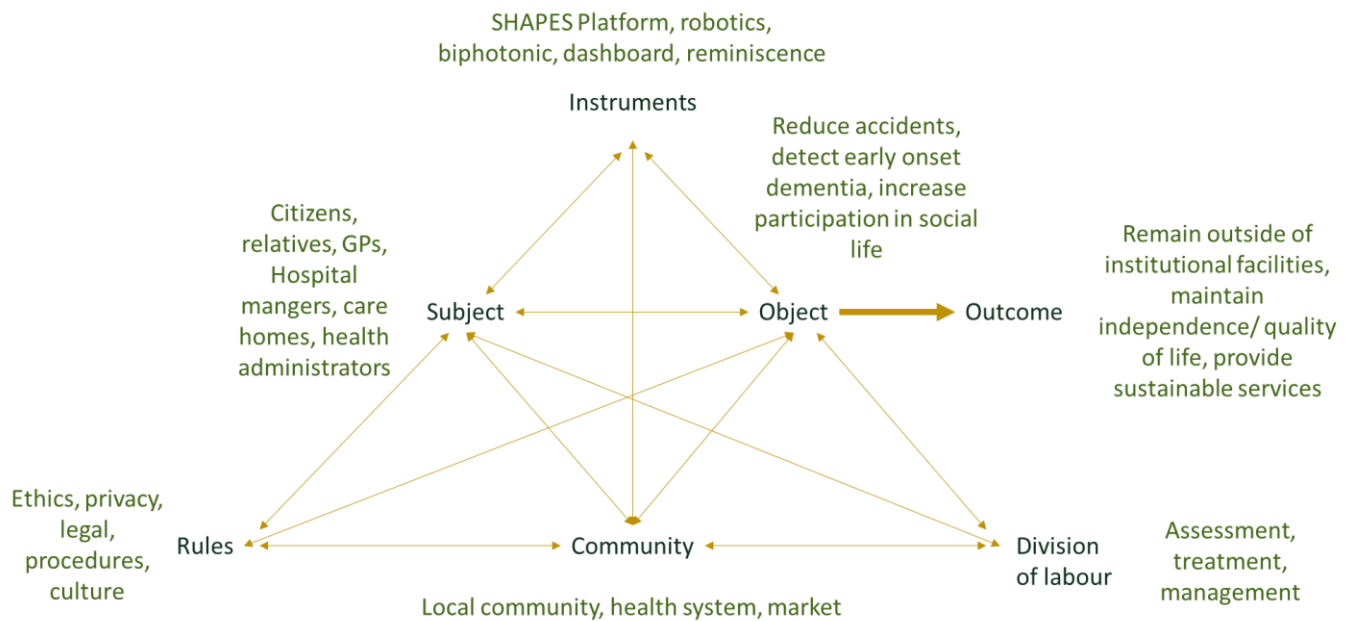 SHAPES Platform, robotics,
biphotonic, dashboard, reminiscence
Instruments
Reduce accidents,
detect early onset
dementia, increase
participation in social
life
Citizens,
relatives, GPs,
Hospital
mangers, care
homes, health
administrators
Subject
Object
Outcome
Remain outside of
institutional facilities,
maintain
independence/ quality
of life, provide
sustainable services
Ethics, privacy,
legal,
procedures,
culture
Rules
Community
Division
of labour
Assessment,
treatment,
management
Local community, health system, market